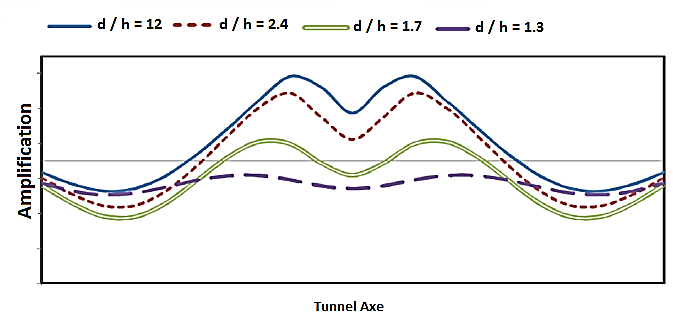 d / h = 12 d / h = 2.4 d / h = 1.7 d / h = 1.3
Amplification
Tunnel Axe